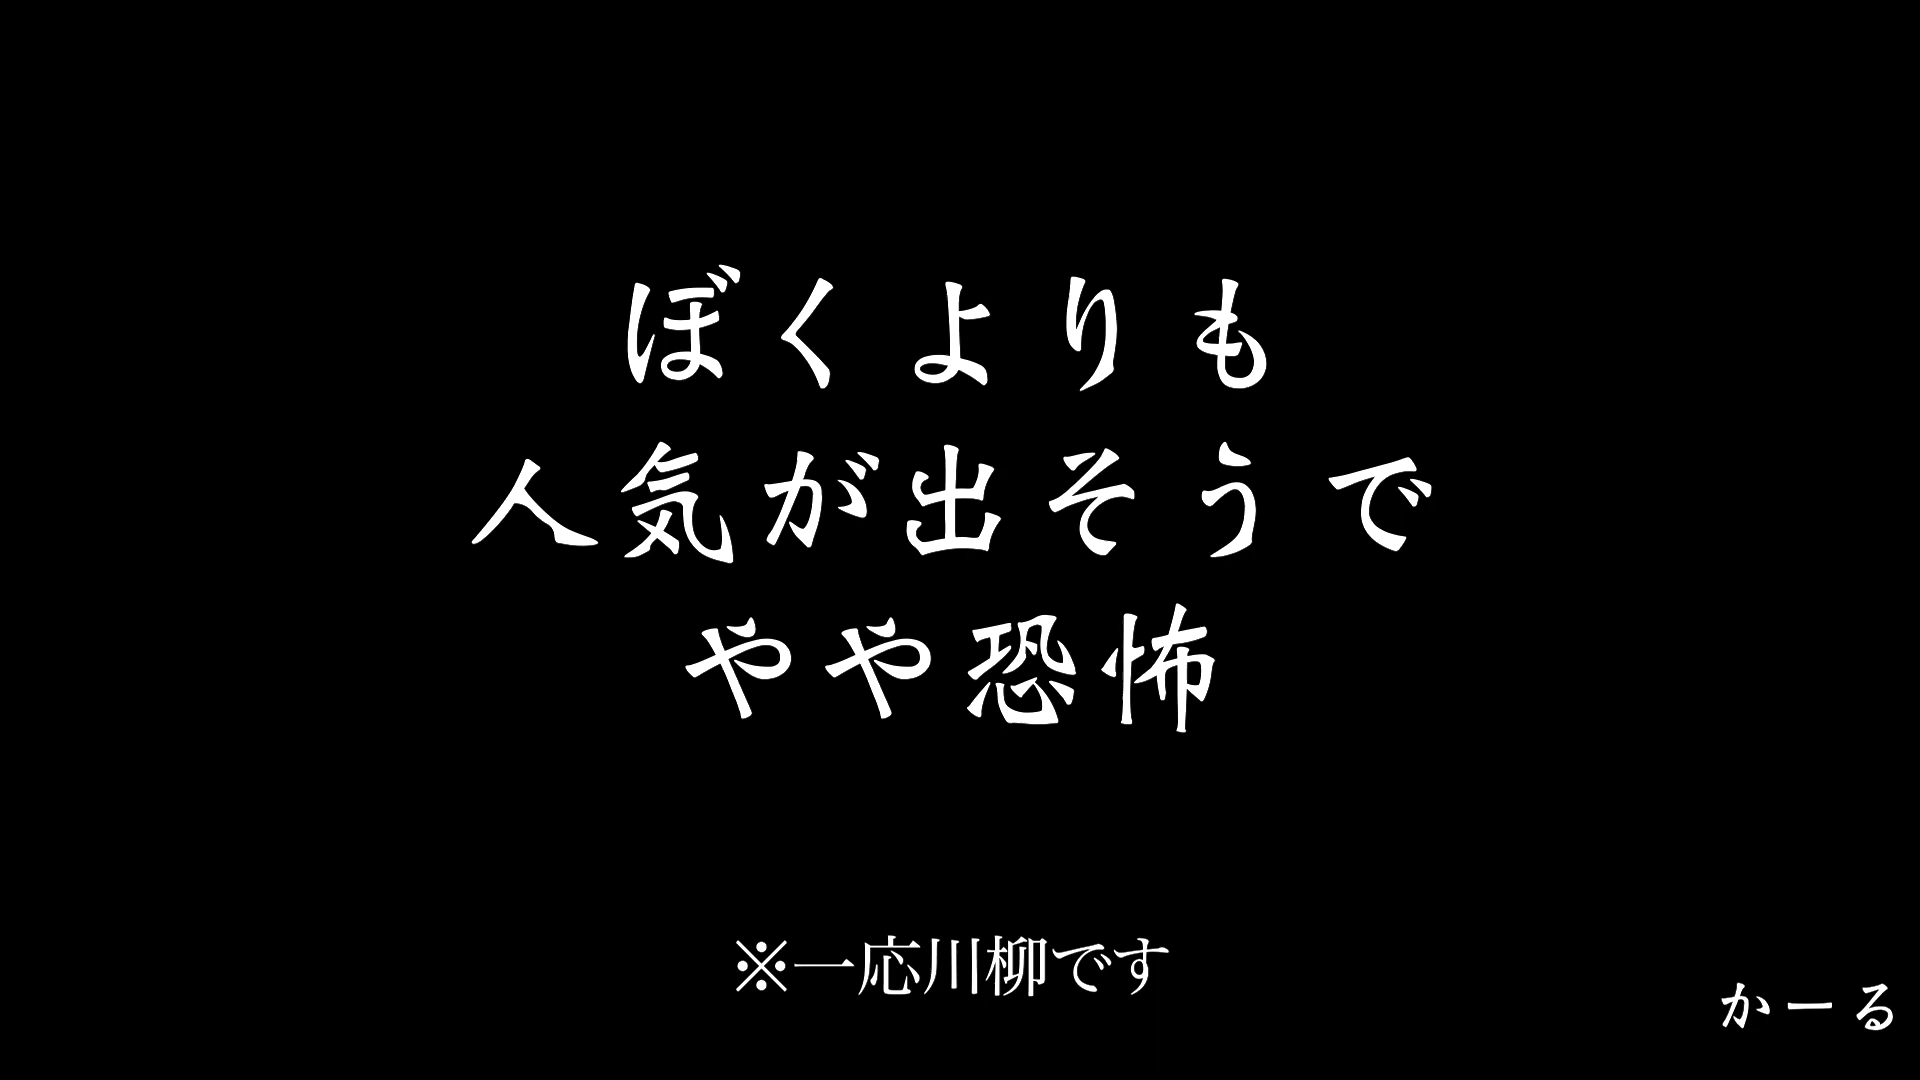 ぼくよりも
人気が出そうで
やや恐怖
※一応川柳です
かーる